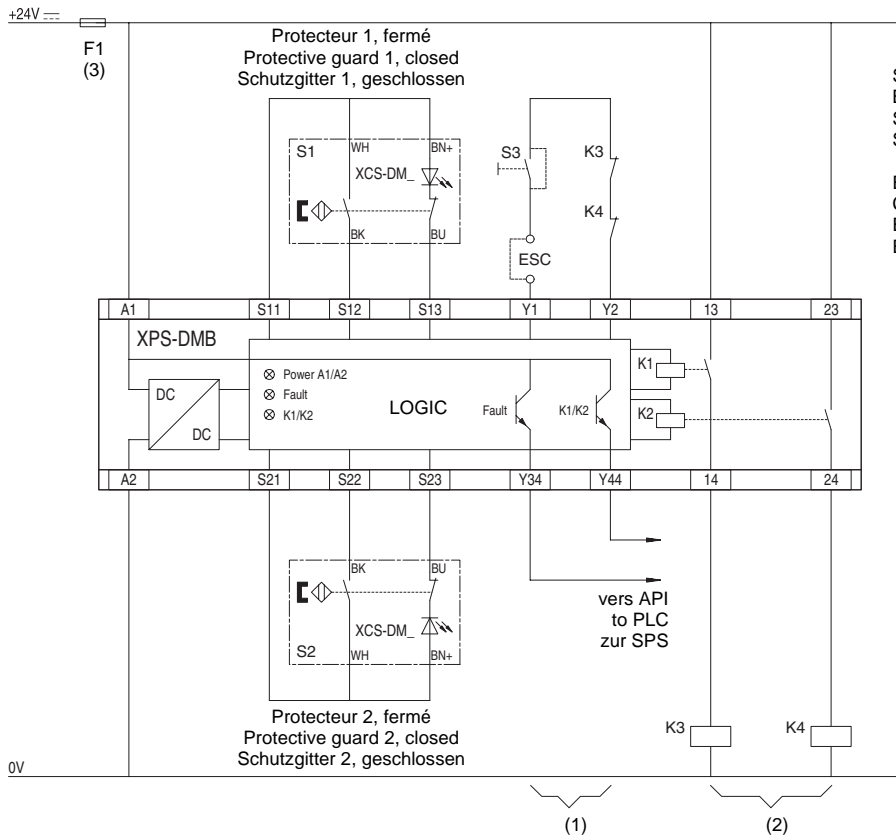 +24V
F1
(3)
Protecteur 1, fermé
Protective guard 1, closed
Schutzgitter 1, geschlossen
S1
WH
BN+
XCS-DM_
BK
BU
S3
ESC
K3
K4
A1
S11
S12
S13
Y1
Y2
13
23
XPS-DMB
DC
DC
Power A1/A2
Fault
K1/K2
LOGIC
Fault
K1/K2
K1
K2
A2
S21
S22
S23
Y34
Y44
14
24
BK
BU
XCS-DM_
S2
WH
BN+
vers API
to PLC
zur SPS
Protecteur 2, fermé
Protective guard 2, closed
Schutzgitter 2, geschlossen
K3
K4
0V
(1)
(2)